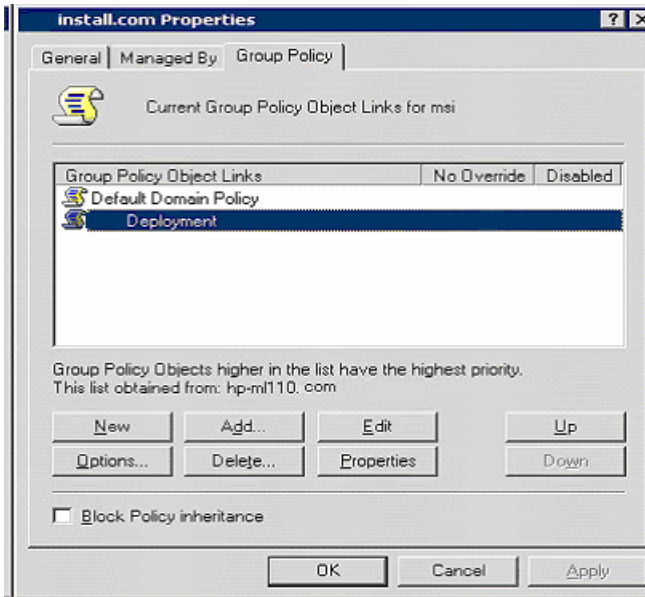 install.com Properties
General Managed By Group Policy
Current Group Policy Object Links for msi
Group Policy Object Links No Override Disabled
Default Domain Policy
Deployment
Group Policy Objects higher in the list have the highest priority.
This list obtained from: hp-ml110. com
New Add... Edit Up
Options... Delete... Properties Down
Block Policy inheritance
OK Cancel Apply